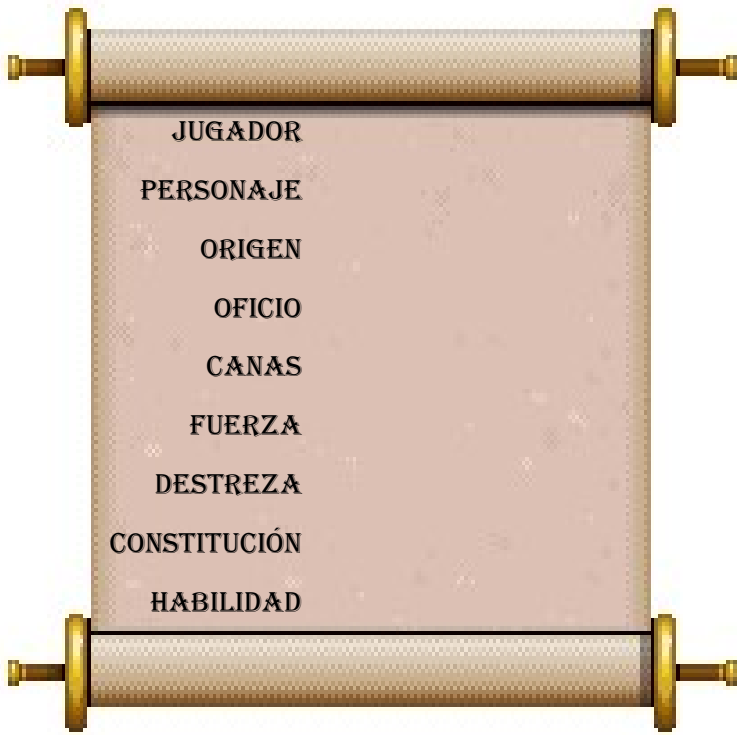 JUGADOR
PERSONAJE
ORIGEN
OFICIO
CANAS
FUERZA
DESTREZA
CONSTITUCIÓN
HABILIDAD